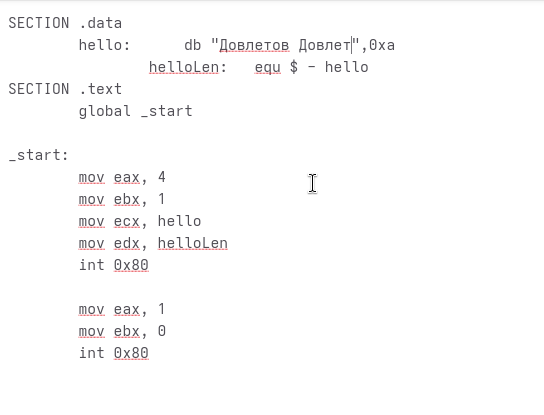 SECTION .data
hello: db "Довлетов Довлет",0xa
helloLen: equ $ - hello
SECTION .text
global _start
_start:
mov eax, 4
mov ebx, 1
mov ecx, hello
mov edx, helloLen
int 0x80
mov eax, 1
mov ebx, 0
int 0x80